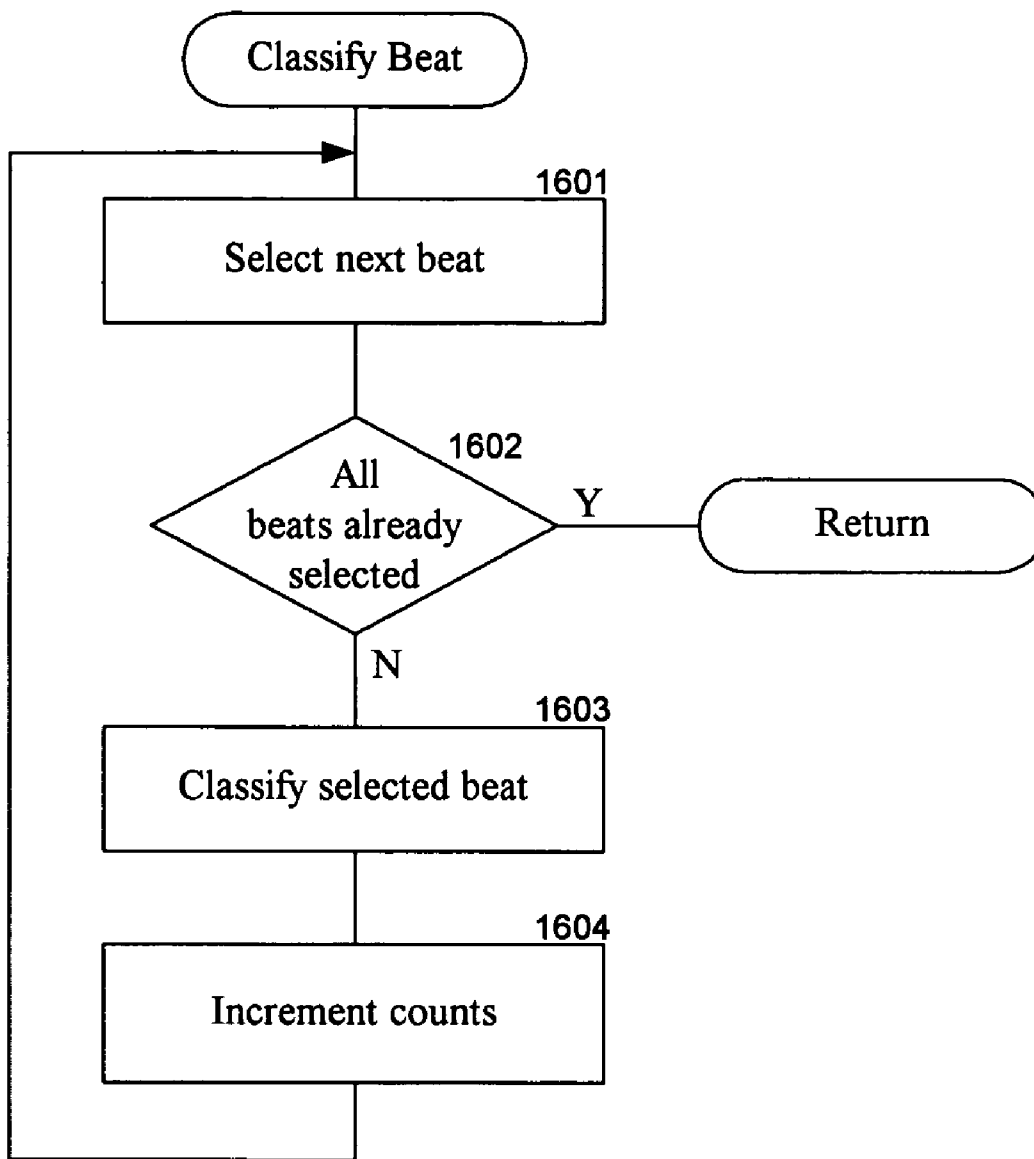 Classify Beat
1601
Select next beat
1602
All
beats already
selected
Y
Return
N
1603
Classify selected beat
1604
Increment counts